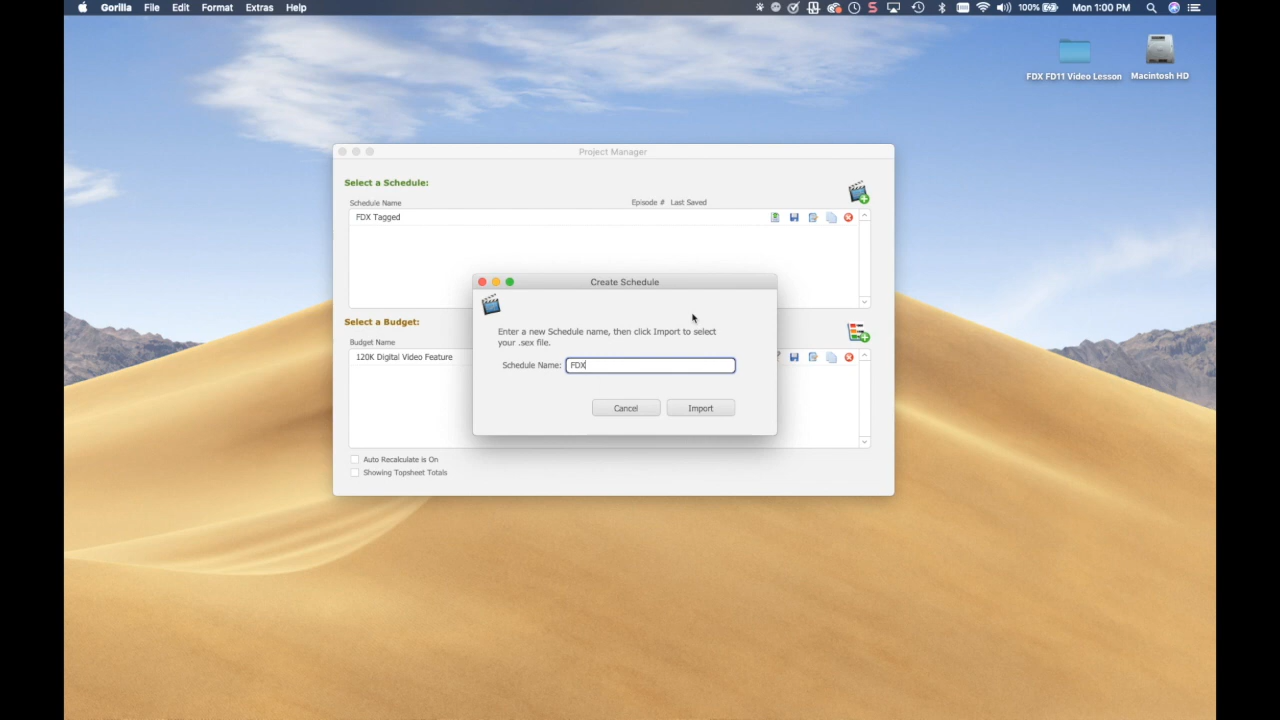 Gorilla File Edit Format Extras Help
100% Mon 1:00 PM
FDX FD11 Video Lesson Macintosh HD
Project Manager
Select a Schedule:
Schedule Name Episode # Last Saved
FDX Tagged
Create Schedule
Enter a new Schedule name, then click Import to select
your .sex file.
Schedule Name: FDX
Cancel Import
Select a Budget:
Budget Name
120K Digital Video Feature
Auto Recalculate is On
Showing Topsheet Totals